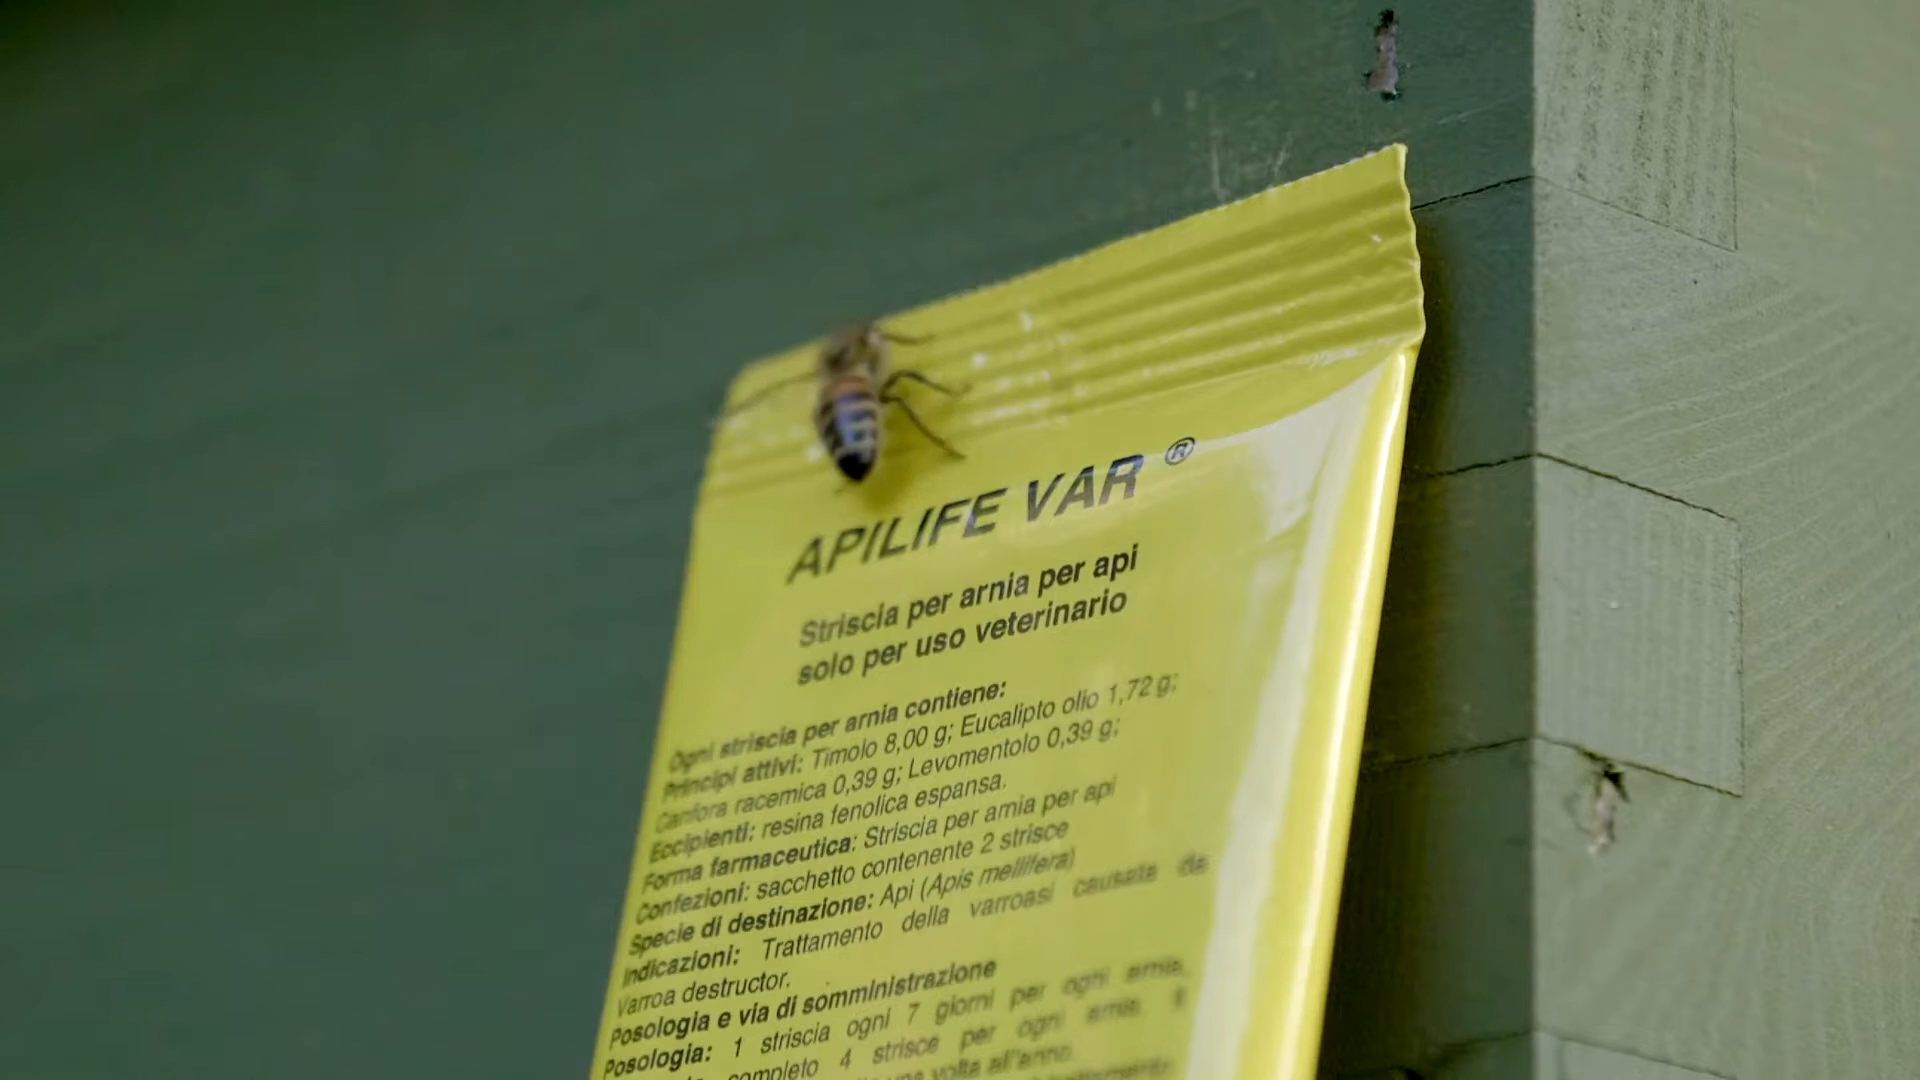 APILIFE VAR ®
Striscia per arnia per api
solo per uso veterinario
Ogni striscia per arnia contiene:
Principi attivi: Timolo 8,00 g; Eucalipto olio 1,72 g;
Canfora racemica 0,39 g; Levomentolo 0,39 g;
Eccipienti: resina fenolica espansa.
Forma farmaceutica: Striscia per arnia per api
Confezioni: sacchetto contenente 2 strisce
Specie di destinazione: Api (Apis mellifera)
Indicazioni: Trattamento della varroasi causata da
Varroa destructor.
Posologia e via di somministrazione
Posologia: 1 striscia ogni 7 giorni per ogni arnia.
completo 4 strisce per ogni arnia. Il
una volta all'anno.